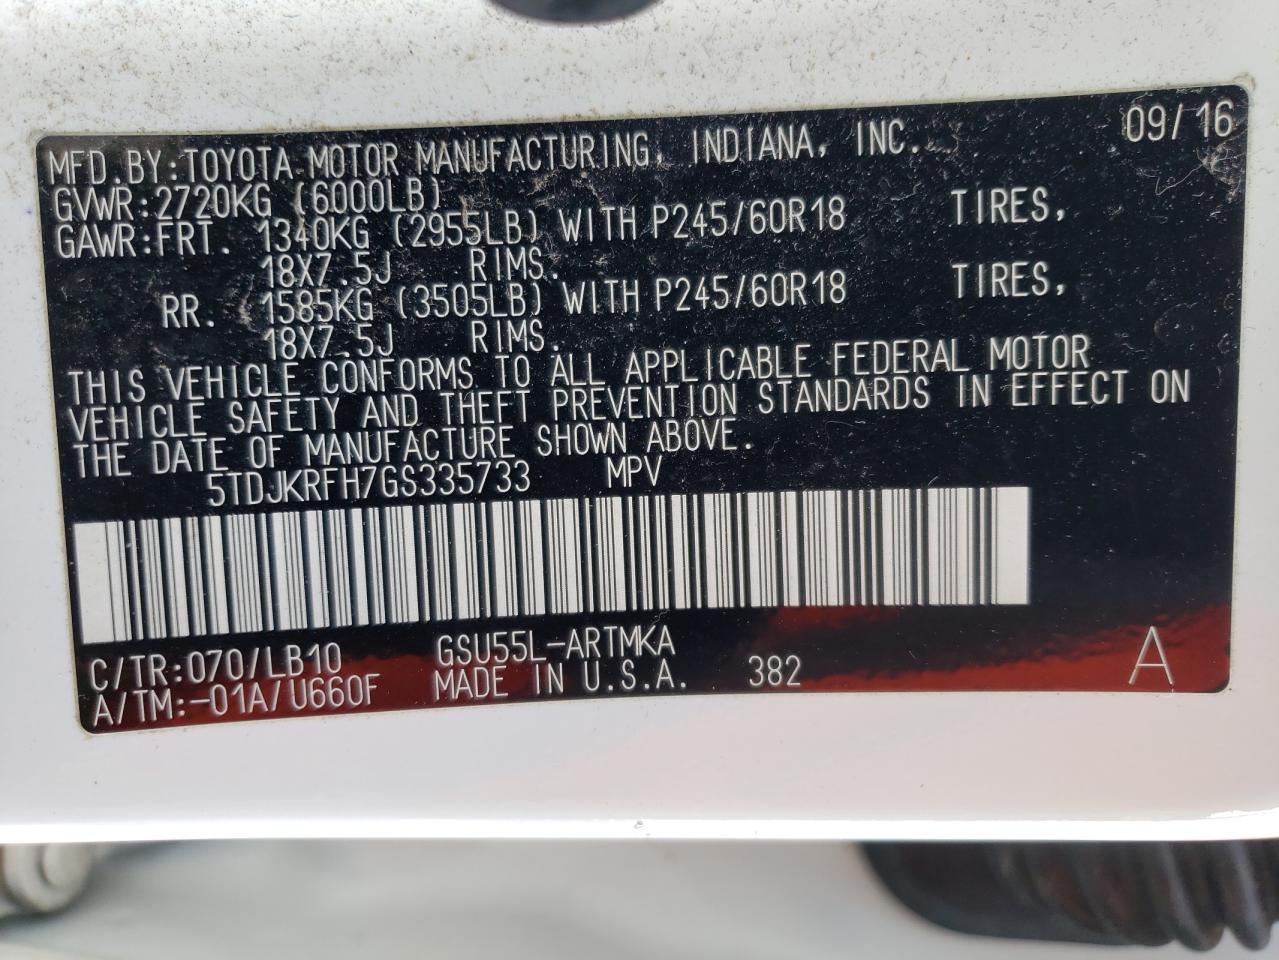 09/16
MFD.BY:TOYOTA MOTOR MANUFACTURING, INDIANA, INC.
GVWR:2720KG (6000LB)
GAWR:FRT. 1340KG (2955LB) WITH P245/60R18 TIRES,
18X7.5J RIMS.
RR. 1585KG (3505LB) WITH P245/60R18 TIRES,
18X7.5J RIMS.
THIS VEHICLE CONFORMS TO ALL APPLICABLE FEDERAL MOTOR
VEHICLE SAFETY AND THEFT PREVENTION STANDARDS IN EFFECT ON
THE DATE OF MANUFACTURE SHOWN ABOVE.
5TDJKRFH7GS335733 MPV
C/TR:070/LB10 GSU55L-ARTMKA
A/TM:-01A/U660F MADE IN U.S.A. 382 A